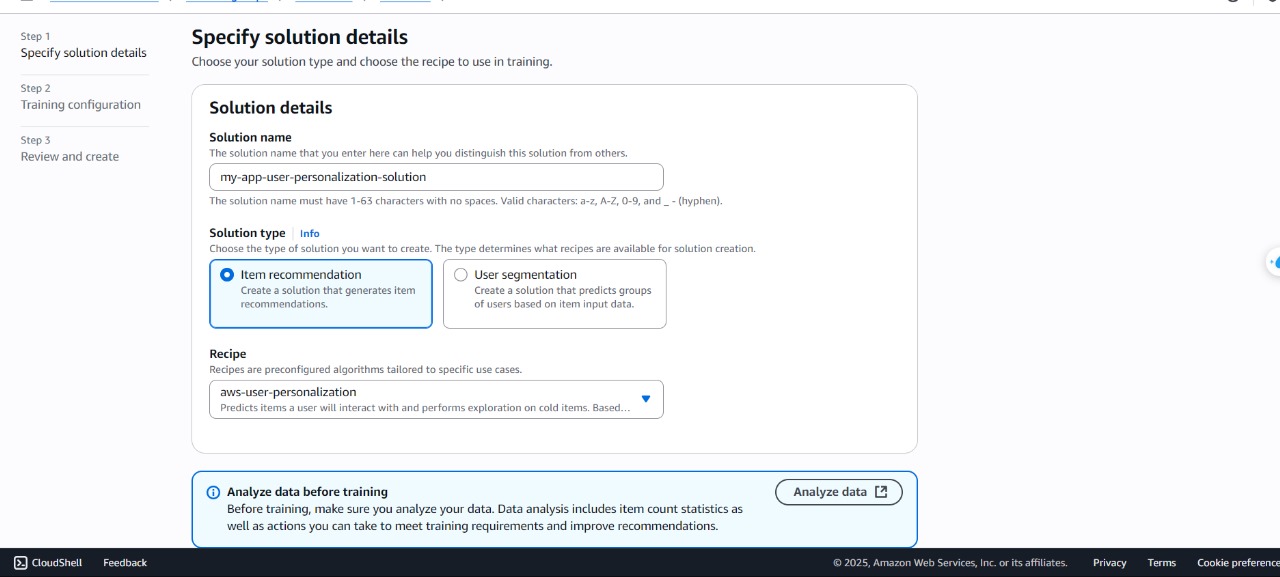 Step 1
Specify solution details
Step 2
Training configuration
Step 3
Review and create
Specify solution details
Choose your solution type and choose the recipe to use in training.
Solution details
Solution name
The solution name that you enter here can help you distinguish this solution from others.
my-app-user-personalization-solution
The solution name must have 1-63 characters with no spaces. Valid characters: a-z, A-Z, 0-9, and _ - (hyphen).
Solution type Info
Choose the type of solution you want to create. The type determines what recipes are available for solution creation.
Item recommendation
Create a solution that generates item
recommendations.
User segmentation
Create a solution that predicts groups
of users based on item input data.
Recipe
Recipes are preconfigured algorithms tailored to specific use cases.
aws-user-personalization
Predicts items a user will interact with and performs exploration on cold items. Based...
Analyze data before training
Before training, make sure you analyze your data. Data analysis includes item count statistics as
well as actions you can take to meet training requirements and improve recommendations.
Analyze data
CloudShell Feedback © 2025, Amazon Web Services, Inc. or its affiliates. Privacy Terms Cookie preference